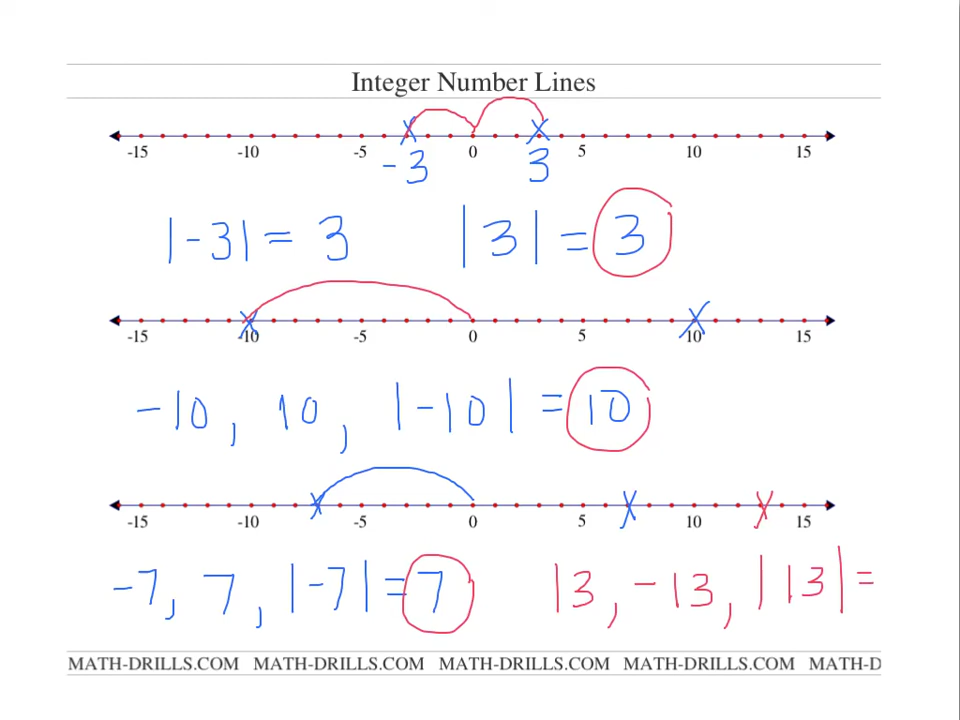 Integer Number Lines
-15 -10 -5 0 5 10 15
-3 3
|-3| = 3 |3| = 3
-15 -10 -5 0 5 10 15
-10, 10, |-10| = 10
-15 -10 -5 0 5 10 15
-7, 7, |-7| = 7 13, -13, |13| =
MATH-DRILLS.COM MATH-DRILLS.COM MATH-DRILLS.COM MATH-DRILLS.COM MATH-D